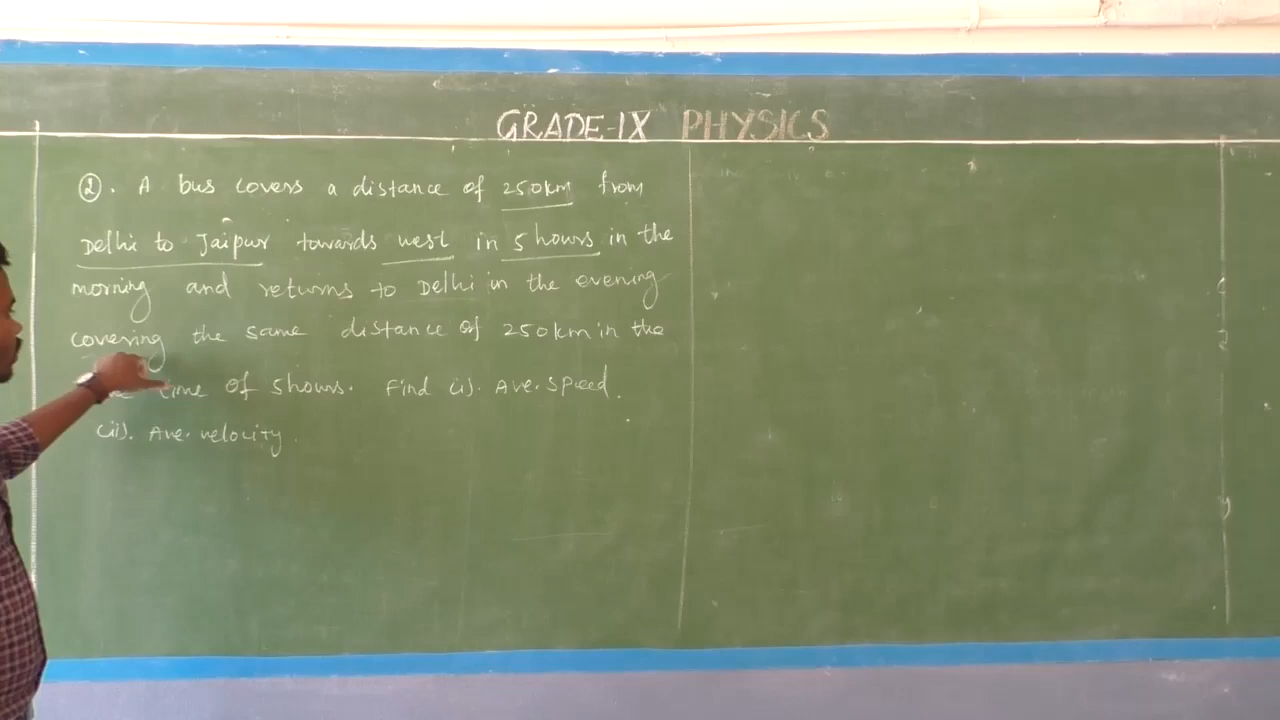 GRADE-IX PHYSICS
②. A bus covers a distance of 250km from
Delhi to Jaipur towards west in 5 hours in the
morning and returns to Delhi in the evening
covering the same distance of 250km in the
time of 5hours. Find (i). Ave. Speed.
(ii). Ave. velocity.